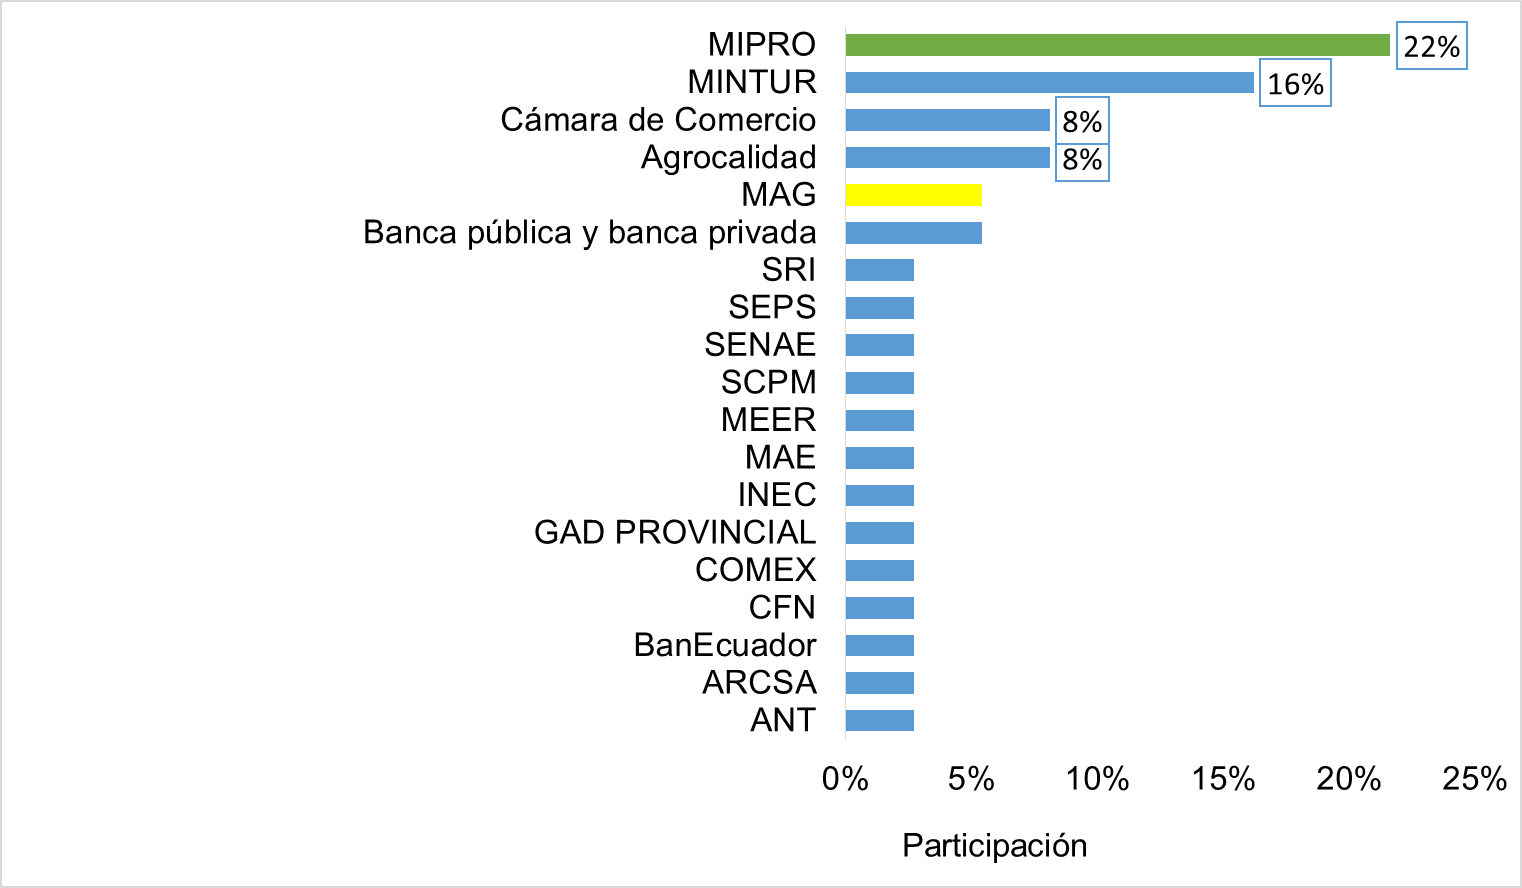 MIPRO 22%
MINTUR 16%
Cámara de Comercio 8%
Agrocalidad 8%
MAG
Banca pública y banca privada
SRI
SEPS
SENAE
SCPM
MEER
MAE
INEC
GAD PROVINCIAL
COMEX
CFN
BanEcuador
ARCSA
ANT
0% 5% 10% 15% 20% 25%
Participación